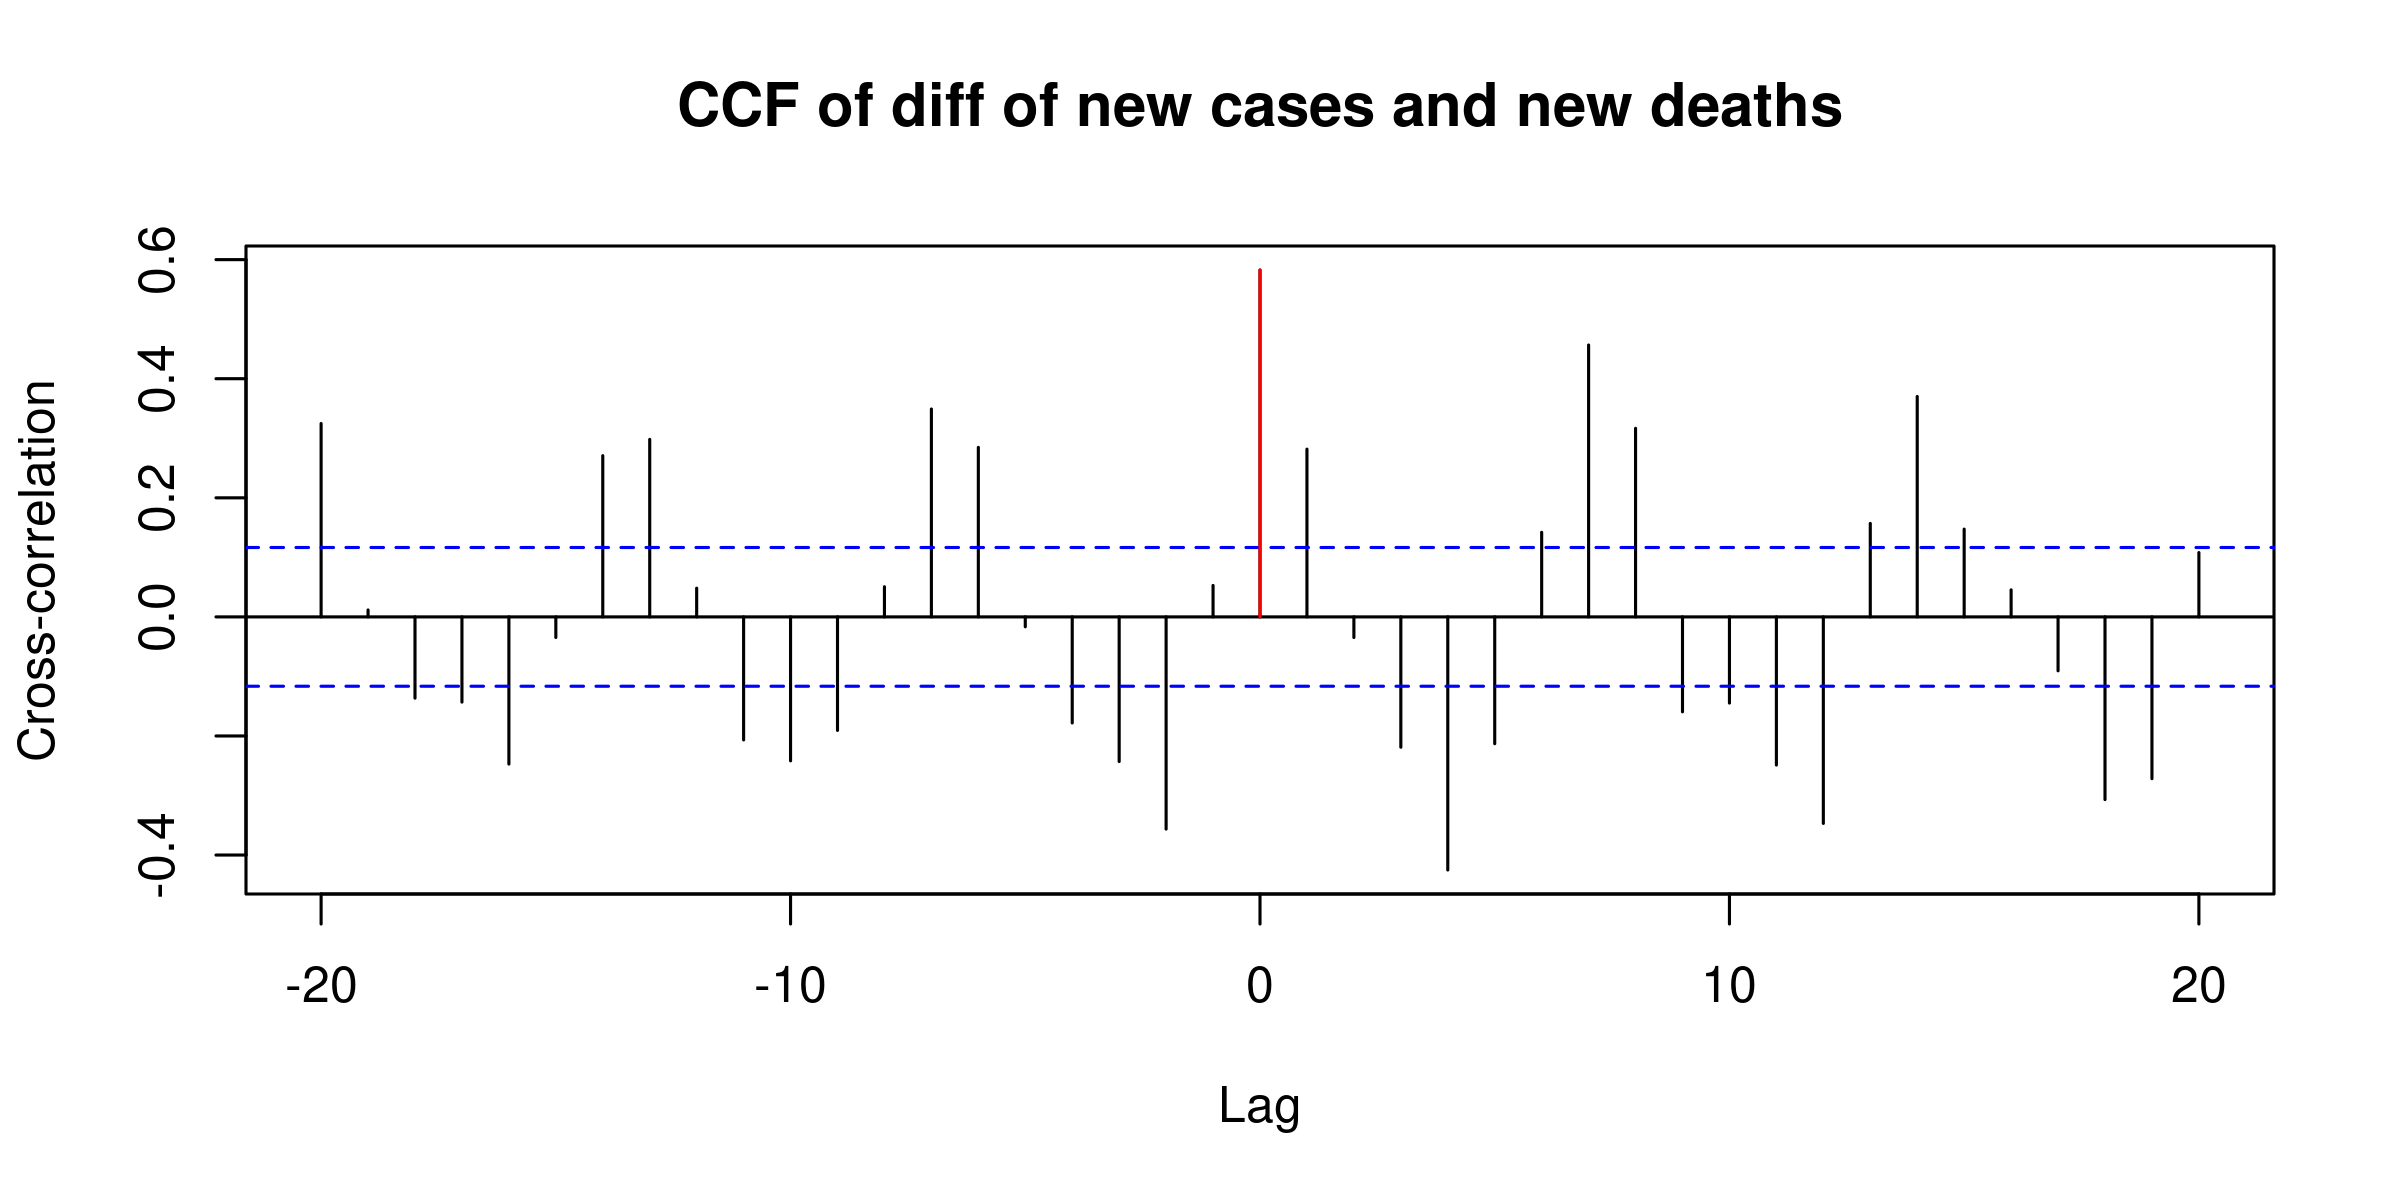 CCF of diff of new cases and new deaths
Cross-correlation
0.6
0.4
0.2
0.0
-0.4
-20 -10 0 10 20
Lag